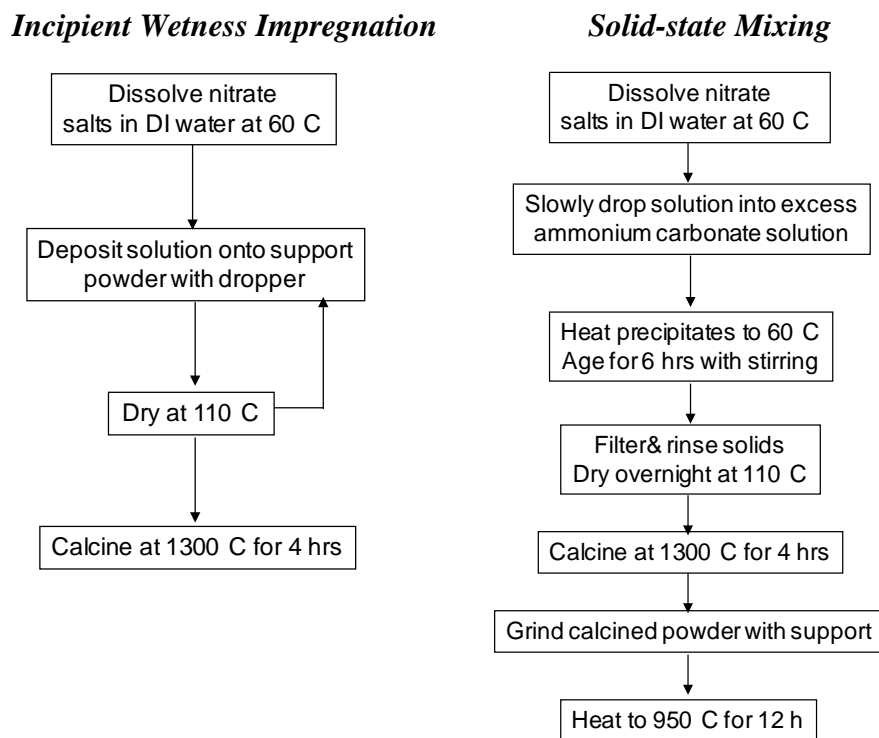 Incipient Wetness Impregnation
Dissolve nitrate
salts in DI water at 60 C
Deposit solution onto support
powder with dropper
Dry at 110 C
Calcine at 1300 C for 4 hrs
Solid-state Mixing
Dissolve nitrate
salts in DI water at 60 C
Slowly drop solution into excess
ammonium carbonate solution
Heat precipitates to 60 C
Age for 6 hrs with stirring
Filter& rinse solids
Dry overnight at 110 C
Calcine at 1300 C for 4 hrs
Grind calcined powder with support
Heat to 950 C for 12 h